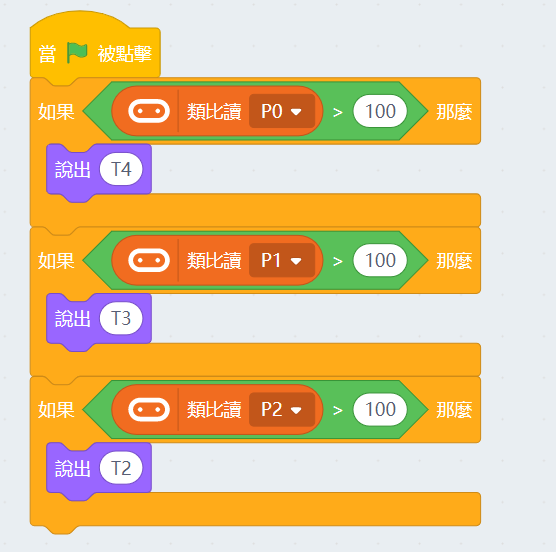 當 被點擊
如果 類比讀 P0 > 100 那麼
說出 T4
如果 類比讀 P1 > 100 那麼
說出 T3
如果 類比讀 P2 > 100 那麼
說出 T2